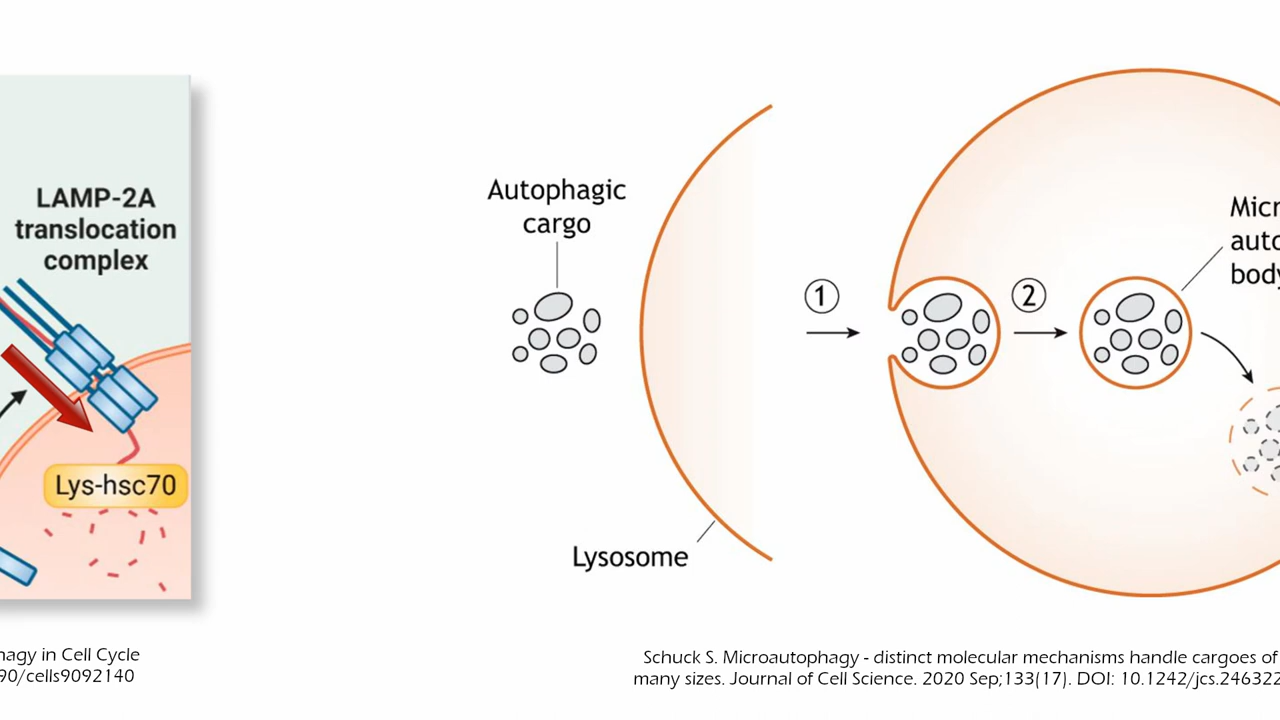 LAMP-2A
translocation
complex
Lys-hsc70
Autophagic
cargo
Lysosome
1
2
in Cell Cycle
90/cells9092140
Schuck S. Microautophagy - distinct molecular mechanisms handle cargoes of
many sizes. Journal of Cell Science. 2020 Sep;133(17). DOI: 10.1242/jcs.246322